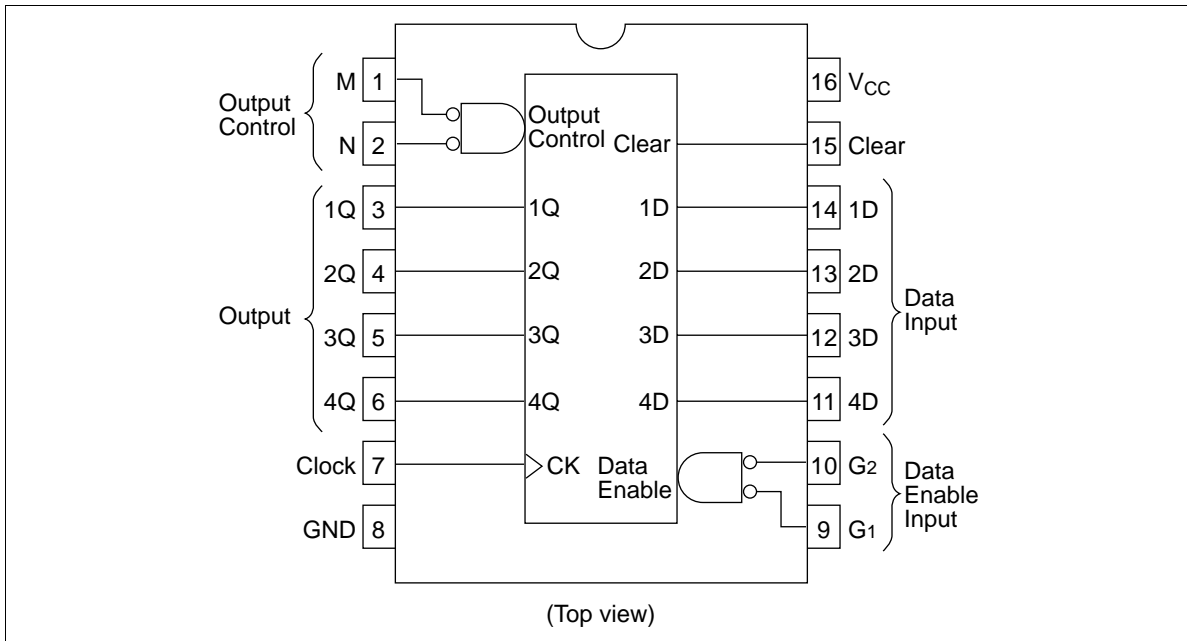 Output
Control
M 1
N 2
Output
1Q 3
2Q 4
3Q 5
4Q 6
Clock 7
GND 8
Output
Control
Clear
1Q 1D
2Q 2D
3Q 3D
4Q 4D
CK
Data
Enable
16 VCC
15 Clear
14 1D
13 2D
12 3D
11 4D
Data
Input
10 G2
9 G1
Data
Enable
Input
(Top view)